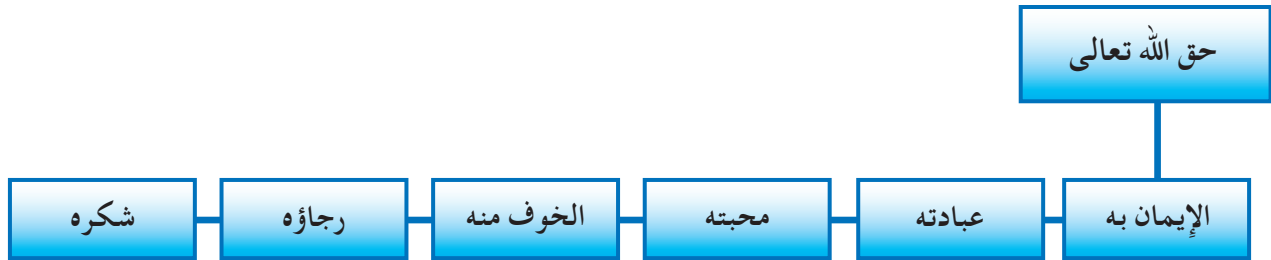 حق الله تعالى
الإيمان به
عبادته
محبته
الخوف منه
رجاؤه
شكره